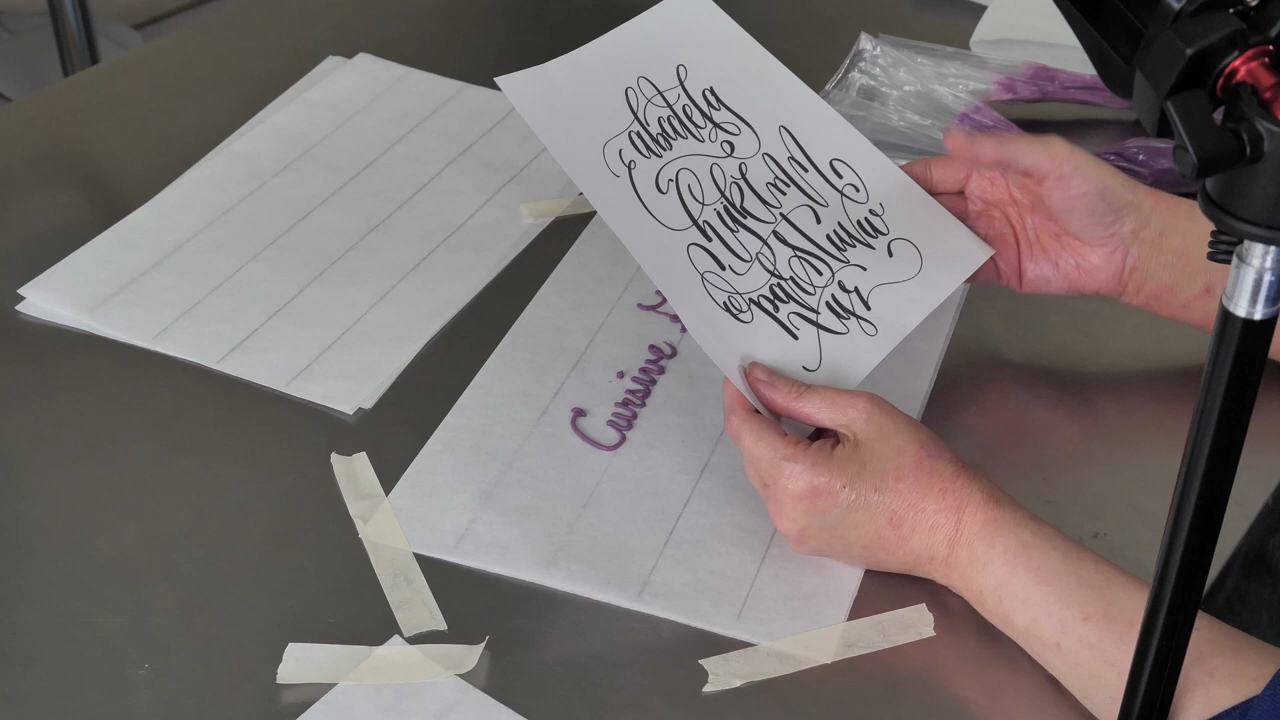 abcdefg
hijklmn
opqrstuvw
xyz
Cursive